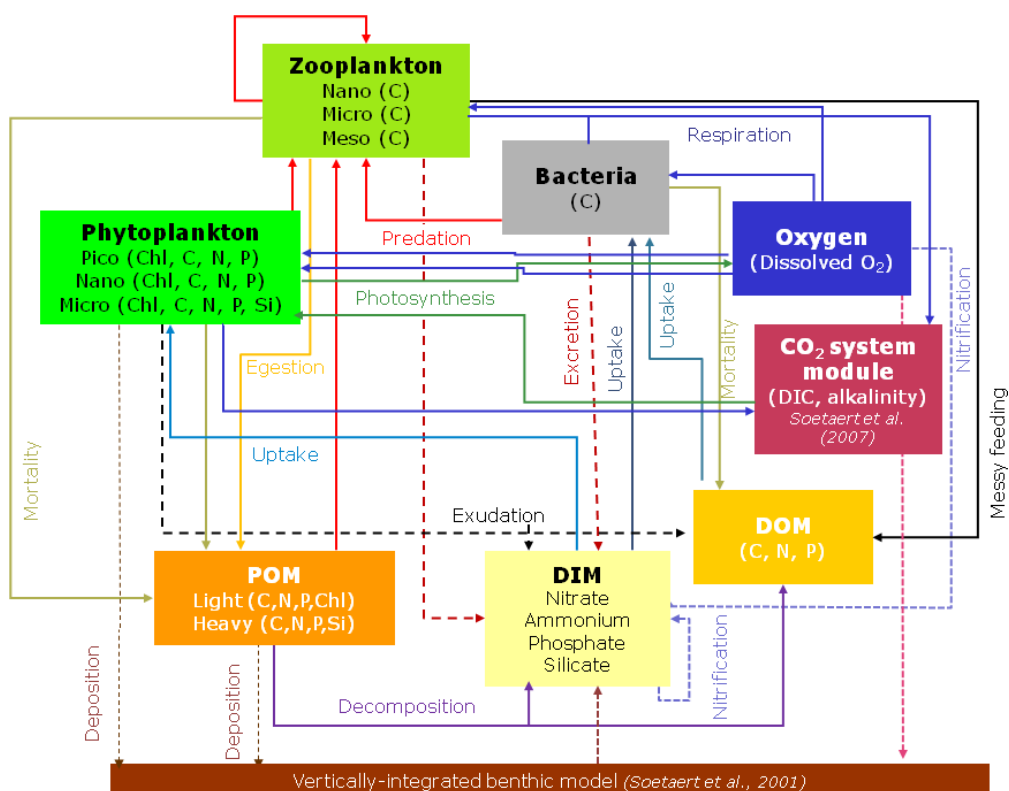 Zooplankton
Nano (C)
Micro (C)
Meso (C)
Respiration
Bacteria
(C)
Phytoplankton
Pico (Chl, C, N, P)
Nano (Chl, C, N, P)
Micro (Chl, C, N, P, Si)
Predation
Oxygen
(Dissolved O₂)
Photosynthesis
Nitrification
Uptake
Excretion
Uptake
Mortality
CO₂ system
module
(DIC, alkalinity)
Soetaert et al.
(2007)
Egestion
Mortality
Uptake
Messy feeding
Exudation
DOM
(C, N, P)
POM
Light (C,N,P,Chl)
Heavy (C,N,P,Si)
DIM
Nitrate
Ammonium
Phosphate
Silicate
Deposition
Deposition
Decomposition
Nitrification
Vertically-integrated benthic model (Soetaert et al., 2001)